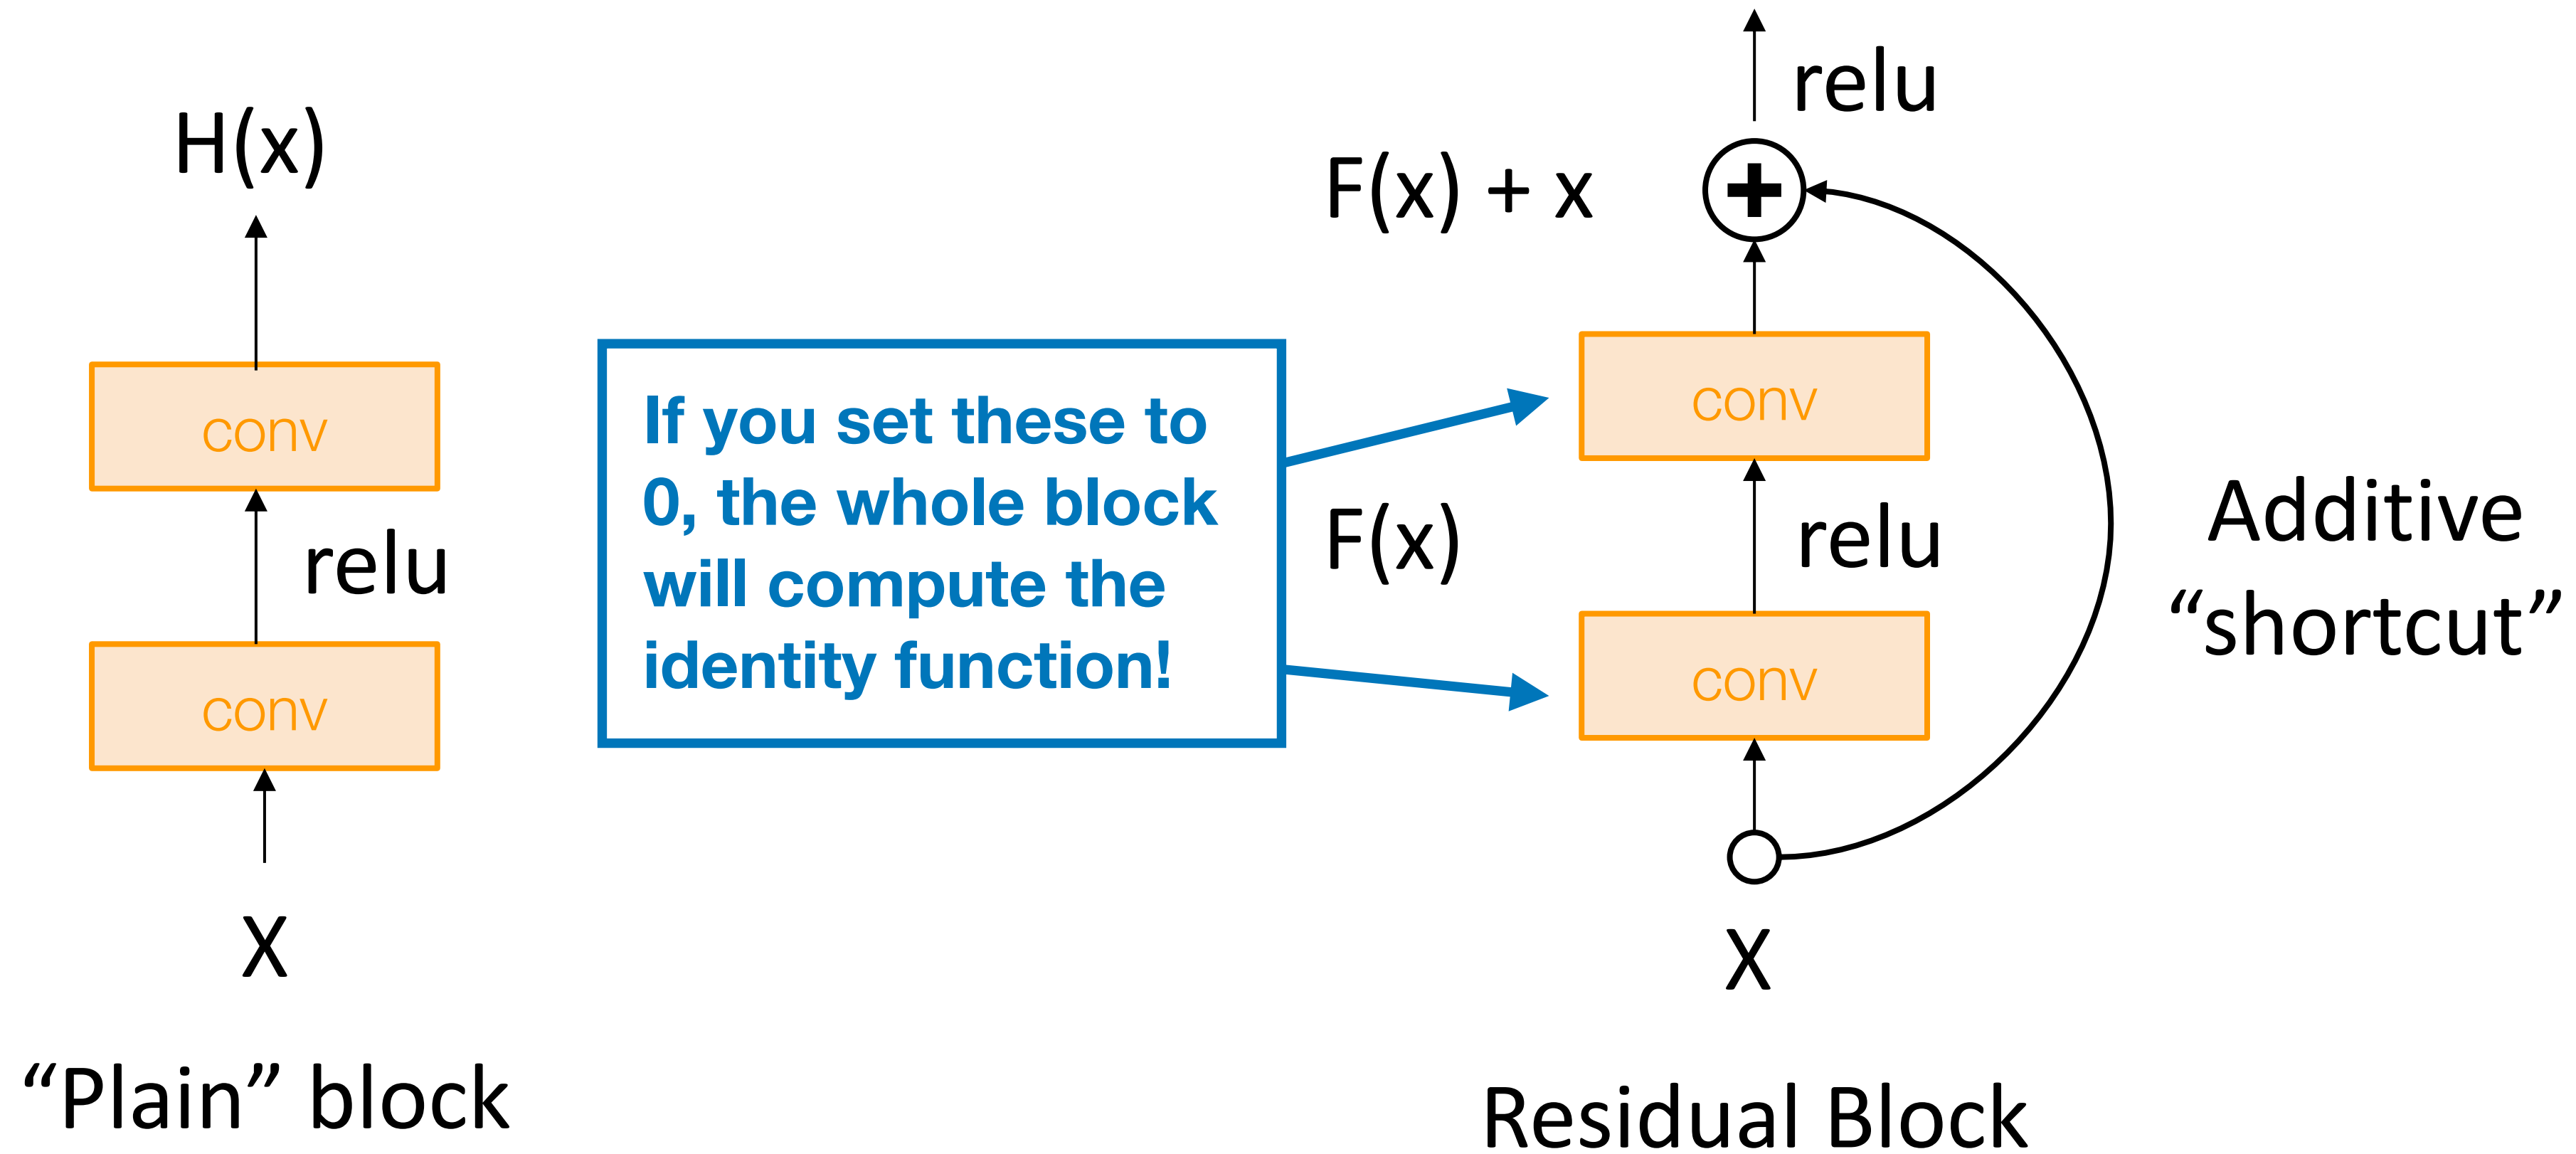 H(x)
conv
relu
conv
X
“Plain” block
If you set these to
0, the whole block
will compute the
identity function!
relu
F(x) + x
+
conv
F(x)
relu
conv
X
Residual Block
Additive
“shortcut”